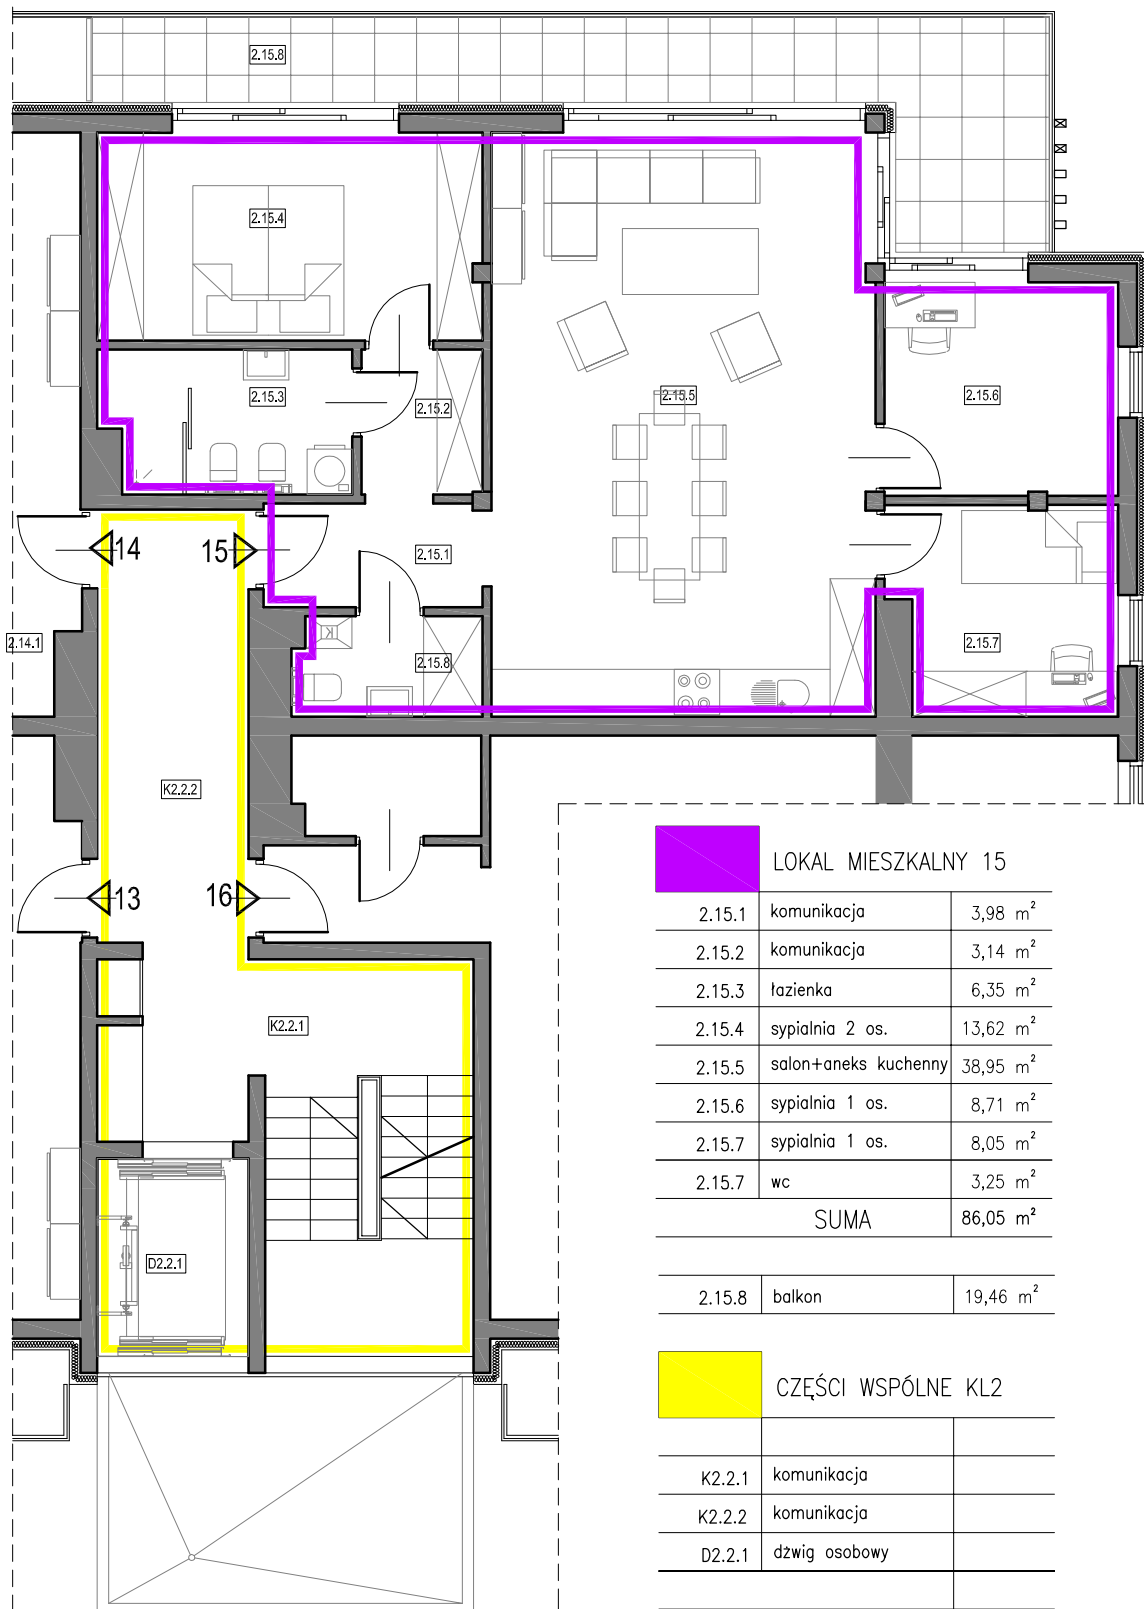 2.15.8
2.15.4
2.15.3
2.15.2
2.15.5
2.15.6
14
15
2.15.1
2.14.1
2.15.8
2.15.7
K
K2.2.2
13
16
K2.2.1
D2.2.1
LOKAL MIESZKALNY 15
2.15.1 komunikacja 3,98 m²
2.15.2 komunikacja 3,14 m²
2.15.3 łazienka 6,35 m²
2.15.4 sypialnia 2 os. 13,62 m²
2.15.5 salon+aneks kuchenny 38,95 m²
2.15.6 sypialnia 1 os. 8,71 m²
2.15.7 sypialnia 1 os. 8,05 m²
2.15.7 wc 3,25 m²
SUMA 86,05 m²
2.15.8 balkon 19,46 m²
CZĘŚCI WSPÓLNE KL2
K2.2.1 komunikacja
K2.2.2 komunikacja
D2.2.1 dźwig osobowy